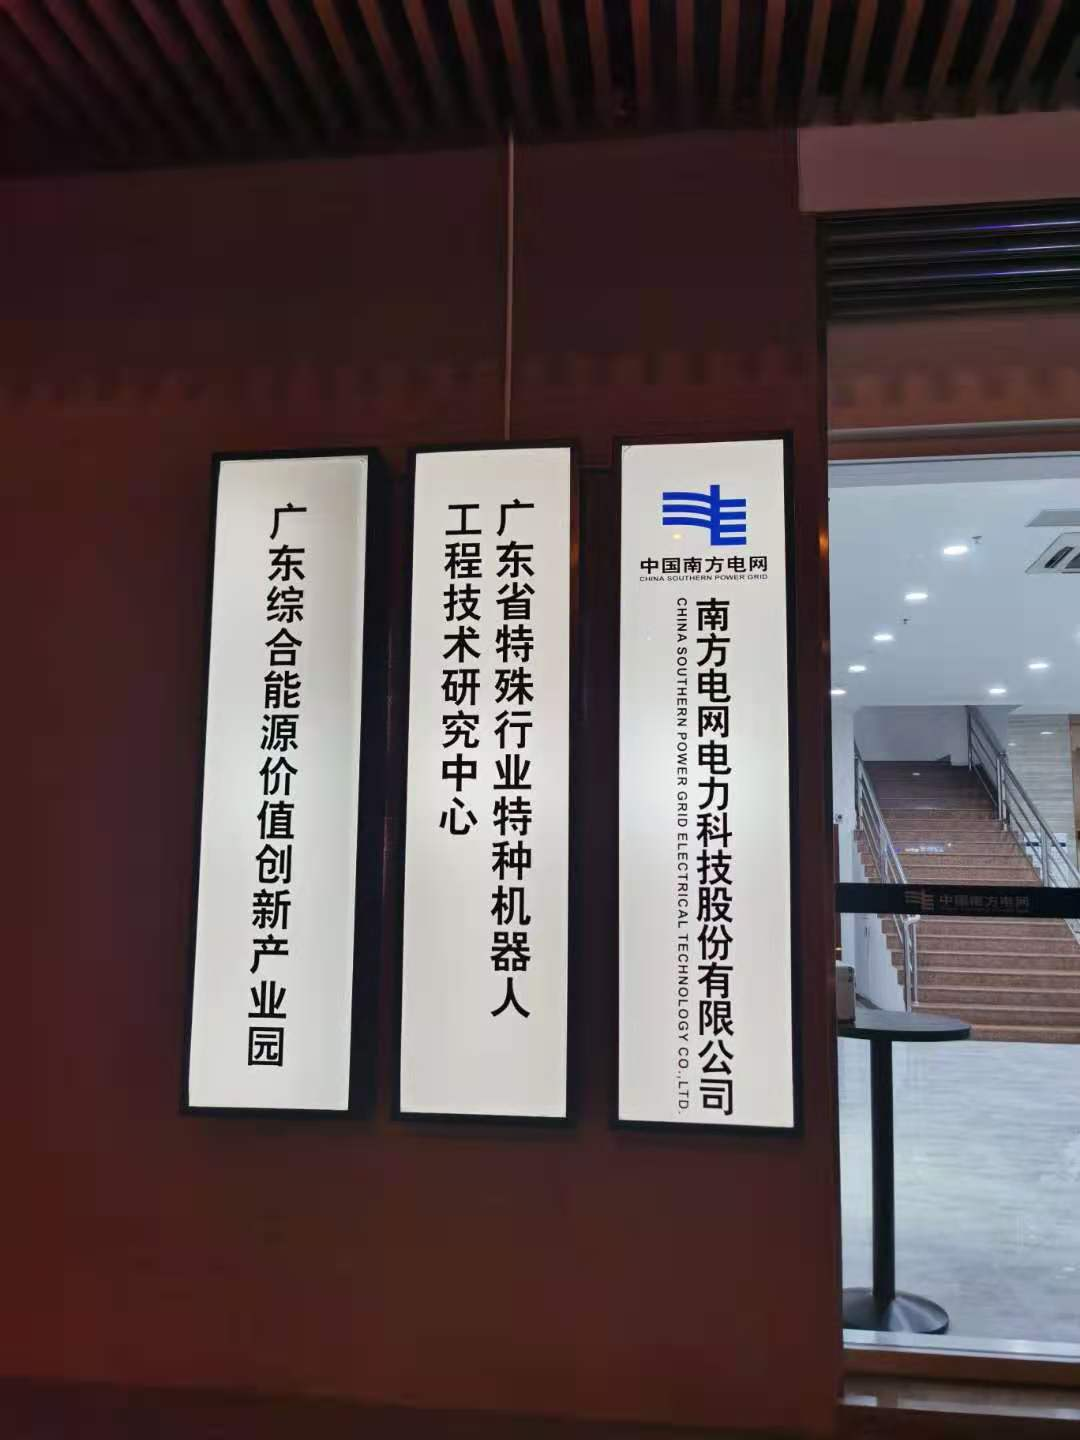 广东综合能源价值创新产业园
广东省特殊行业特种机器人
工程技术研究中心
中国南方电网
CHINA SOUTHERN POWER GRID
南方电网电力科技股份有限公司
CHINA SOUTHERN POWER GRID ELECTRICAL TECHNOLOGY CO.,LTD.
中国南方电网